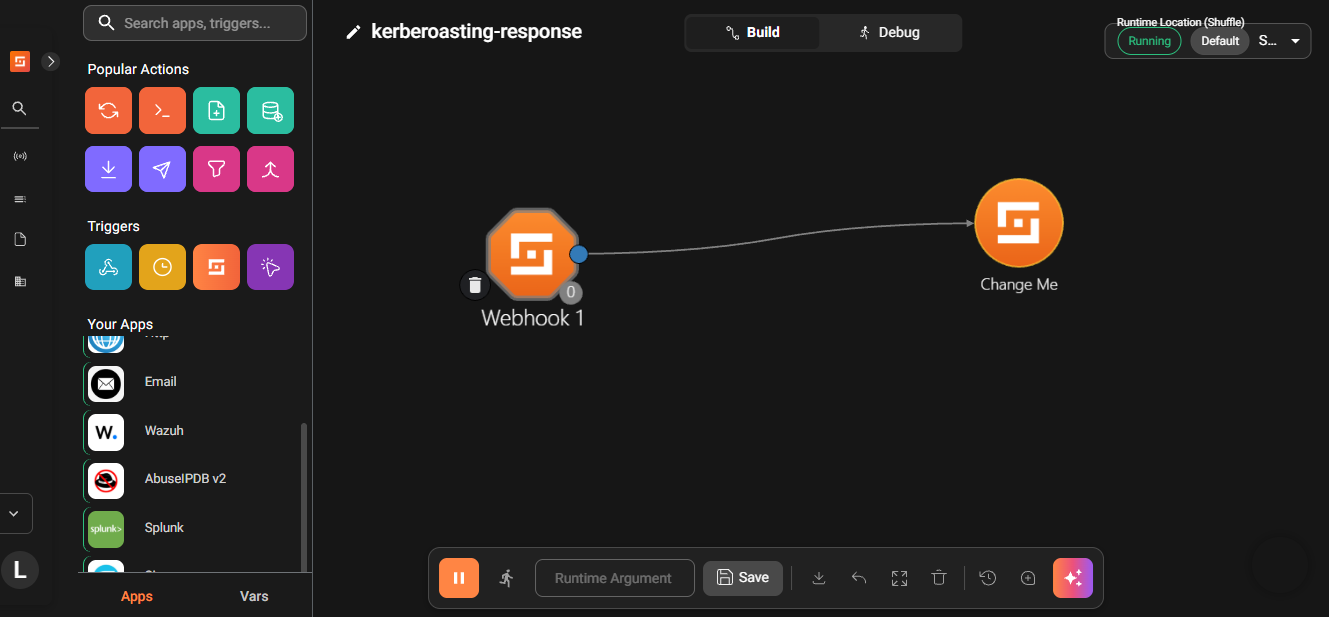 Search apps, triggers...
kerberoasting-response
Build
Debug
Runtime Location (Shuffle)
Running
Default
S...
Popular Actions
Triggers
Your Apps
Email
W.
Wazuh
AbuseIPDB v2
splunk>
Splunk
L
Apps
Vars
0
Webhook 1
Change Me
Runtime Argument
Save